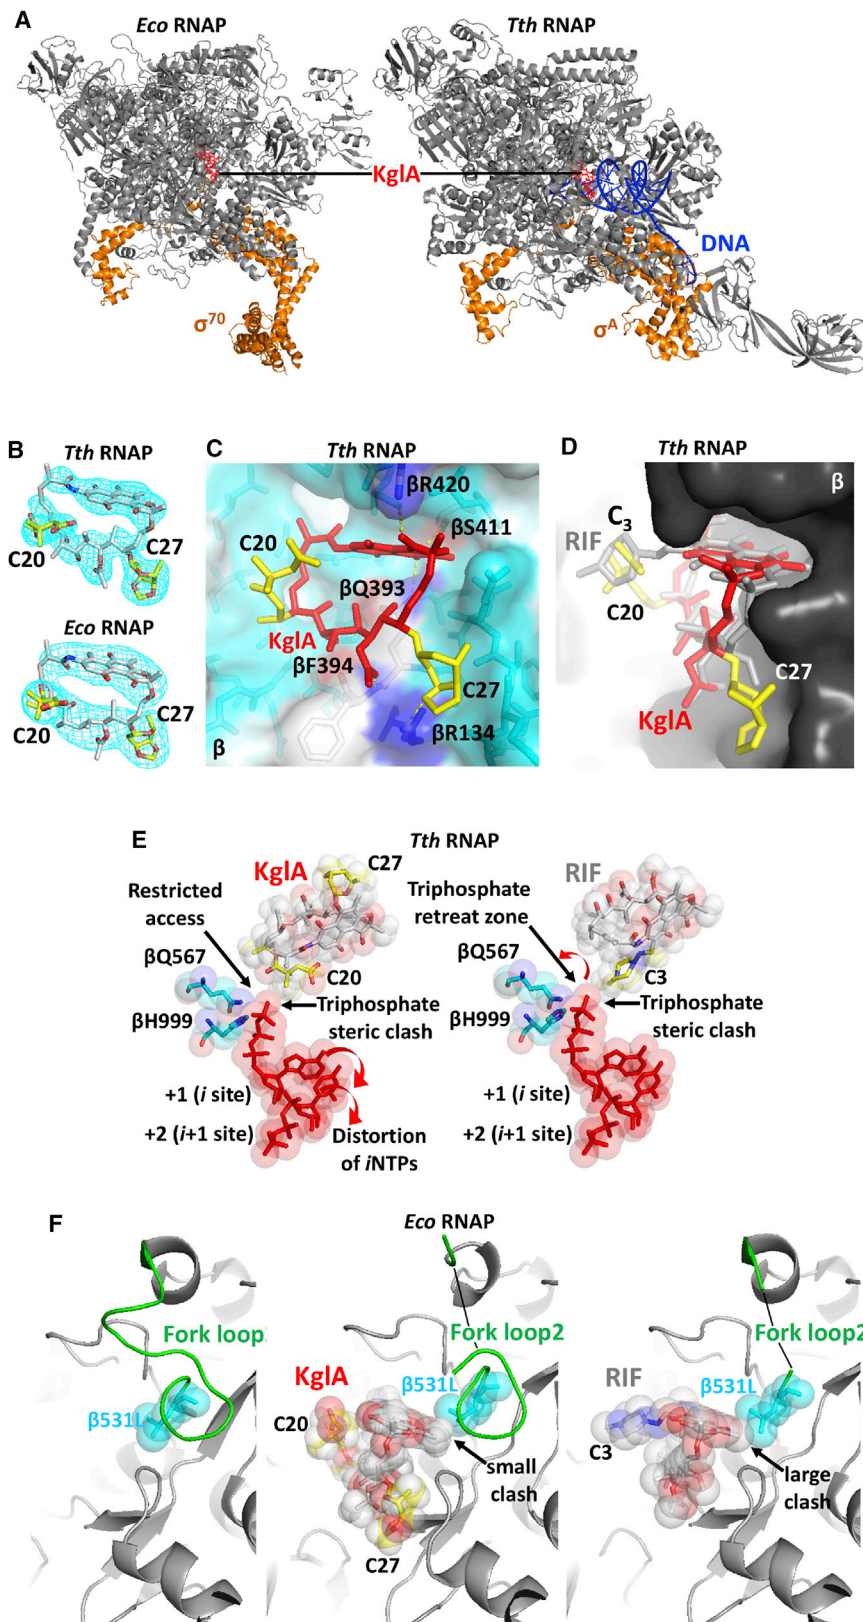 A
Eco RNAP
Tth RNAP
KglA
DNA
σ70
σA
B
Tth RNAP
C20
C27
Eco RNAP
C20
C27
C
Tth RNAP
βR420
βS411
C20
βQ393
KglA
βF394
C27
βR134
β
D
Tth RNAP
β
C3
RIF
C20
C27
KglA
E
Tth RNAP
KglA
C27
Restricted
access
βQ567
C20
βH999
Triphosphate
steric clash
+1 (i site)
+2 (i+1 site)
Distortion
of iNTPs
RIF
Triphosphate
retreat zone
βQ567
C3
βH999
Triphosphate
steric clash
+1 (i site)
+2 (i+1 site)
F
Eco RNAP
Fork loop2
β531L
Fork loop2
KglA
β531L
C20
small
clash
C27
Fork loop2
RIF
β531L
C3
large
clash